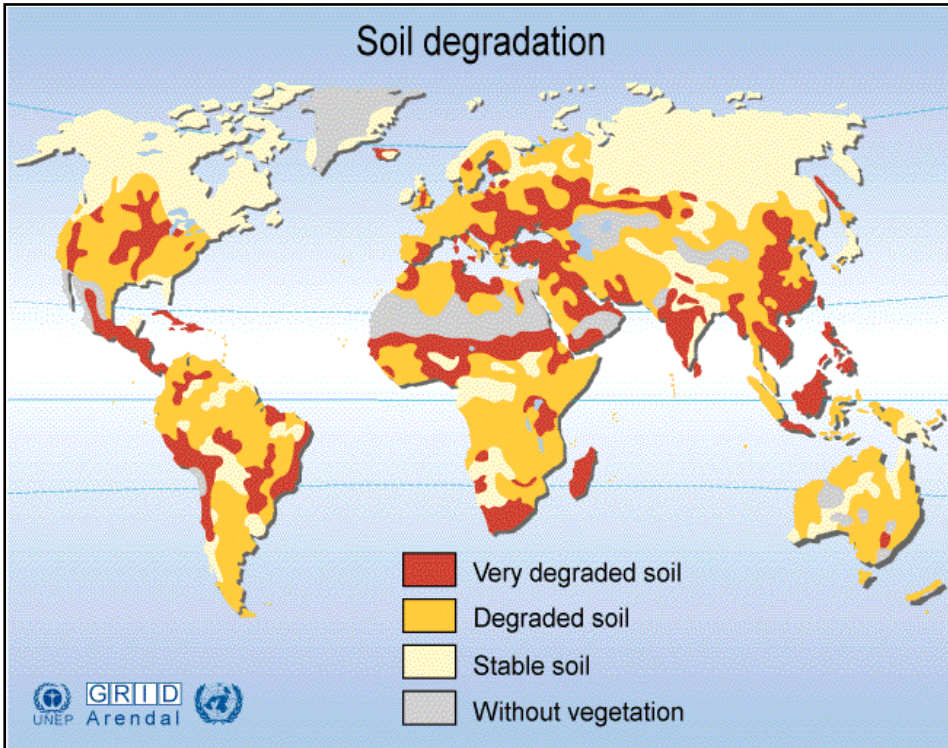 Soil degradation
Very degraded soil
Degraded soil
Stable soil
Without vegetation
UNEP
GRID
Arendal